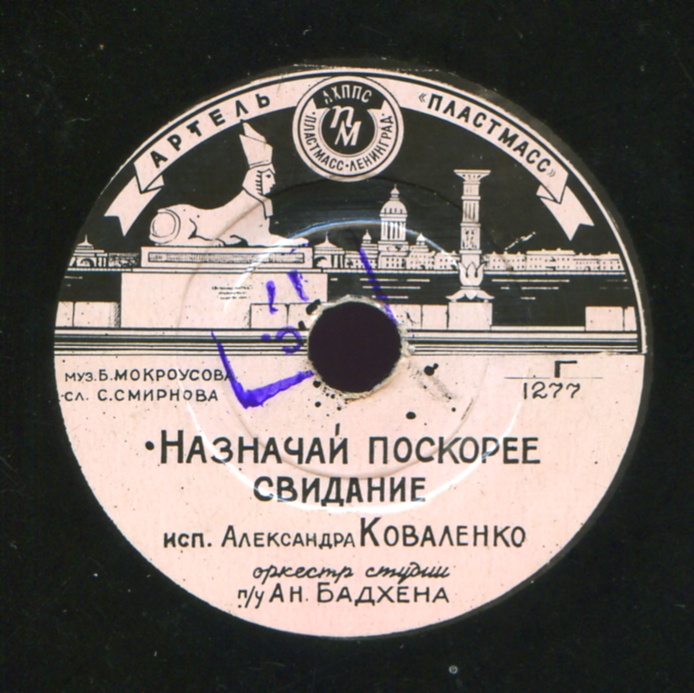 АРТЕЛЬ «ПЛАСТМАСС»
ЛХППС
ПМ
ПЛАСТМАСС • ЛЕНИНГРАД
МУЗ. Б. МОКРОУСОВА
СЛ. С. СМИРНОВА
Г
1277
• НАЗНАЧАЙ ПОСКОРЕЕ
СВИДАНИЕ
ИСП. АЛЕКСАНДРА КОВАЛЕНКО
оркестр студии
п/у АН. БАДХЕНА